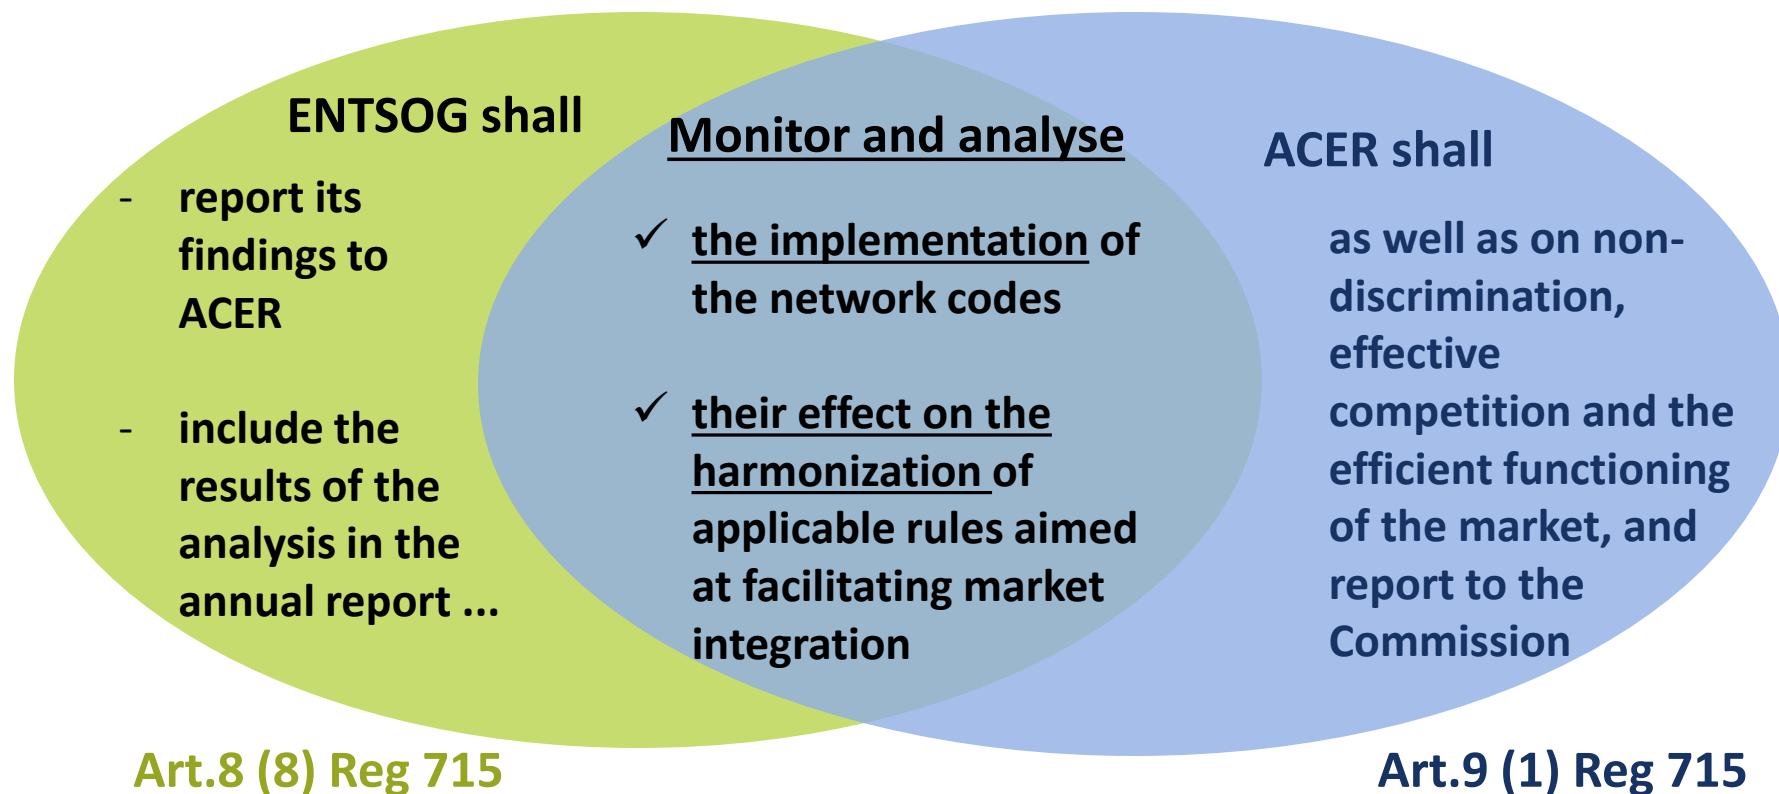 ENTSOG shall
- report its
findings to
ACER
- include the
results of the
analysis in the
annual report ...
Monitor and analyse
✓ the implementation of
the network codes
✓ their effect on the
harmonization of
applicable rules aimed
at facilitating market
integration
ACER shall
as well as on non-
discrimination,
effective
competition and the
efficient functioning
of the market, and
report to the
Commission
Art.8 (8) Reg 715
Art.9 (1) Reg 715